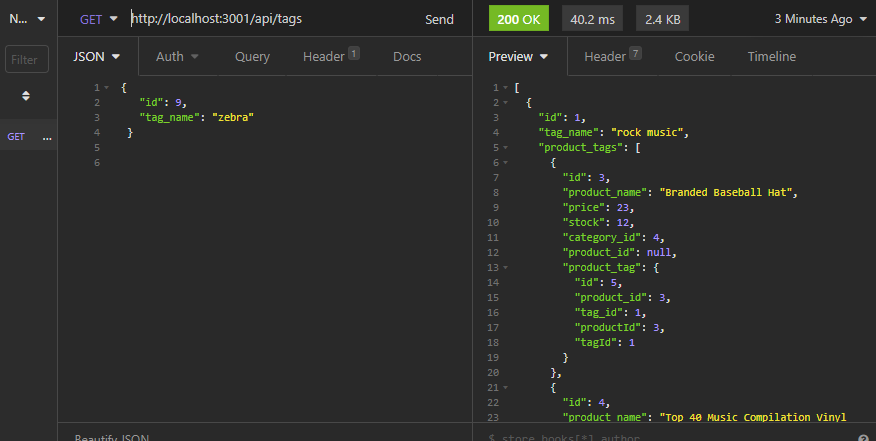 N...
GET http://localhost:3001/api/tags Send
200 OK 40.2 ms 2.4 KB 3 Minutes Ago
Filter
JSON Auth Query Header 1 Docs
Preview Header 7 Cookie Timeline
GET ...
1 {
2 "id": 9,
3 "tag_name": "zebra"
4 }
5
6
1 [
2 {
3 "id": 1,
4 "tag_name": "rock music",
5 "product_tags": [
6 {
7 "id": 3,
8 "product_name": "Branded Baseball Hat",
9 "price": 23,
10 "stock": 12,
11 "category_id": 4,
12 "product_id": null,
13 "product_tag": {
14 "id": 5,
15 "product_id": 3,
16 "tag_id": 1,
17 "productId": 3,
18 "tagId": 1
19 }
20 },
21 {
22 "id": 4,
23 "product_name": "Top 40 Music Compilation Vinyl
Beautify JSON
$.store.books[*].author